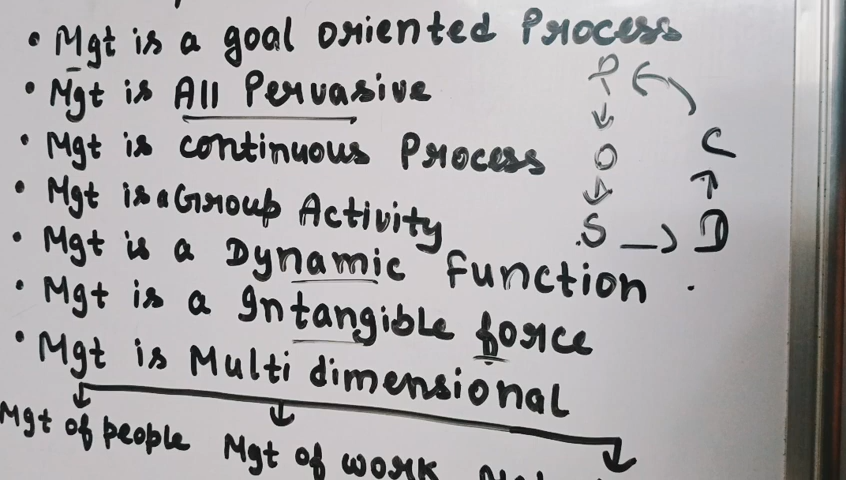 • Mgt is a goal oriented Process
• Mgt is All Pervasive
• Mgt is continuous Process
• Mgt is a Group Activity
• Mgt is a Dynamic function.
• Mgt is a Intangible force
• Mgt is Multi dimensional
Mgt of people Mgt of work
P
O
S → D
C